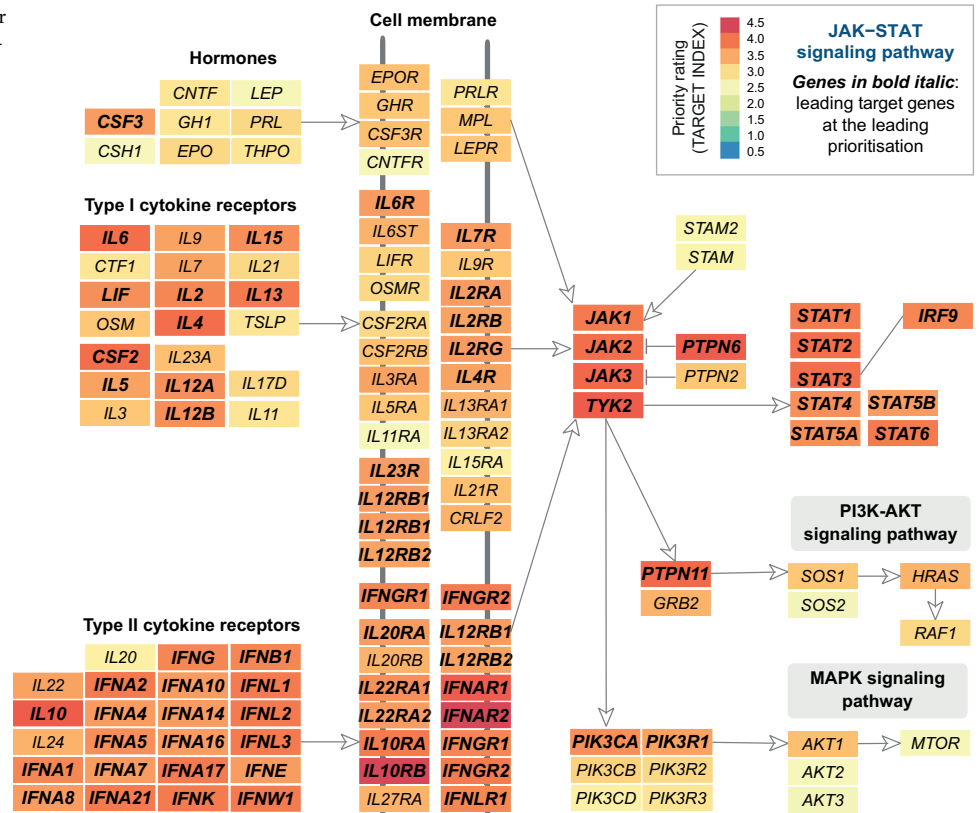 r
Cell membrane
Hormones
CNTF LEP
CSF3 GH1 PRL
CSH1 EPO THPO
Type I cytokine receptors
IL6 IL9 IL15
CTF1 IL7 IL21
LIF IL2 IL13
OSM IL4 TSLP
CSF2 IL23A
IL5 IL12A IL17D
IL3 IL12B IL11
Type II cytokine receptors
IL20 IFNG IFNB1
IL22 IFNA2 IFNA10 IFNL1
IL10 IFNA4 IFNA14 IFNL2
IL24 IFNA5 IFNA16 IFNL3
IFNA1 IFNA7 IFNA17 IFNE
IFNA8 IFNA21 IFNK IFNW1
EPOR
GHR
CSF3R
CNTFR
IL6R
IL6ST
LIFR
OSMR
CSF2RA
CSF2RB
IL3RA
IL5RA
IL11RA
IL23R
IL12RB1
IL12RB1
IL12RB2
IFNGR1
IL20RA
IL20RB
IL22RA1
IL22RA2
IL10RA
IL10RB
IL27RA
PRLR
MPL
LEPR
IL7R
IL9R
IL2RA
IL2RB
IL2RG
IL4R
IL13RA1
IL13RA2
IL15RA
IL21R
CRLF2
IFNGR2
IL12RB1
IL12RB2
IFNAR1
IFNAR2
IFNGR1
IFNGR2
IFNLR1
Priority rating
(TARGET INDEX)
4.5
4.0
3.5
3.0
2.5
2.0
1.5
1.0
0.5
JAK–STAT
signaling pathway
Genes in bold italic:
leading target genes
at the leading
prioritisation
STAM2
STAM
JAK1
JAK2
JAK3
TYK2
PTPN6
PTPN2
STAT1
STAT2
STAT3
STAT4 STAT5B
STAT5A STAT6
IRF9
PI3K-AKT
signaling pathway
PTPN11
GRB2
SOS1
SOS2
HRAS
RAF1
MAPK signaling
pathway
PIK3CA PIK3R1
PIK3CB PIK3R2
PIK3CD PIK3R3
AKT1
AKT2
AKT3
MTOR